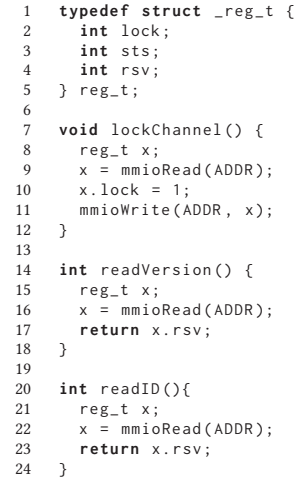 1 typedef struct _reg_t {
2   int lock;
3   int sts;
4   int rsv;
5 } reg_t;
6
7 void lockChannel() {
8   reg_t x;
9   x = mmioRead(ADDR);
10   x.lock = 1;
11   mmioWrite(ADDR, x);
12 }
13
14 int readVersion() {
15   reg_t x;
16   x = mmioRead(ADDR);
17   return x.rsv;
18 }
19
20 int readID(){
21   reg_t x;
22   x = mmioRead(ADDR);
23   return x.rsv;
24 }